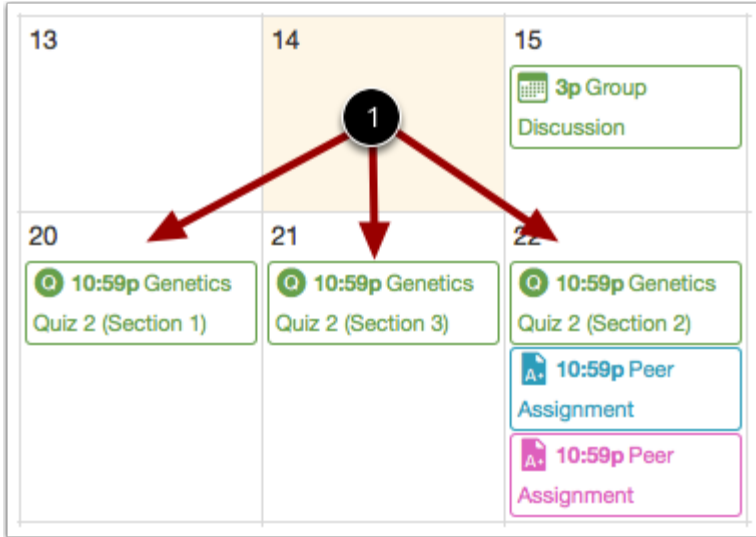 13 14 15
1
3p Group
Discussion
20 21 22
Q 10:59p Genetics
Quiz 2 (Section 1)
Q 10:59p Genetics
Quiz 2 (Section 3)
Q 10:59p Genetics
Quiz 2 (Section 2)
A+ 10:59p Peer
Assignment
A+ 10:59p Peer
Assignment